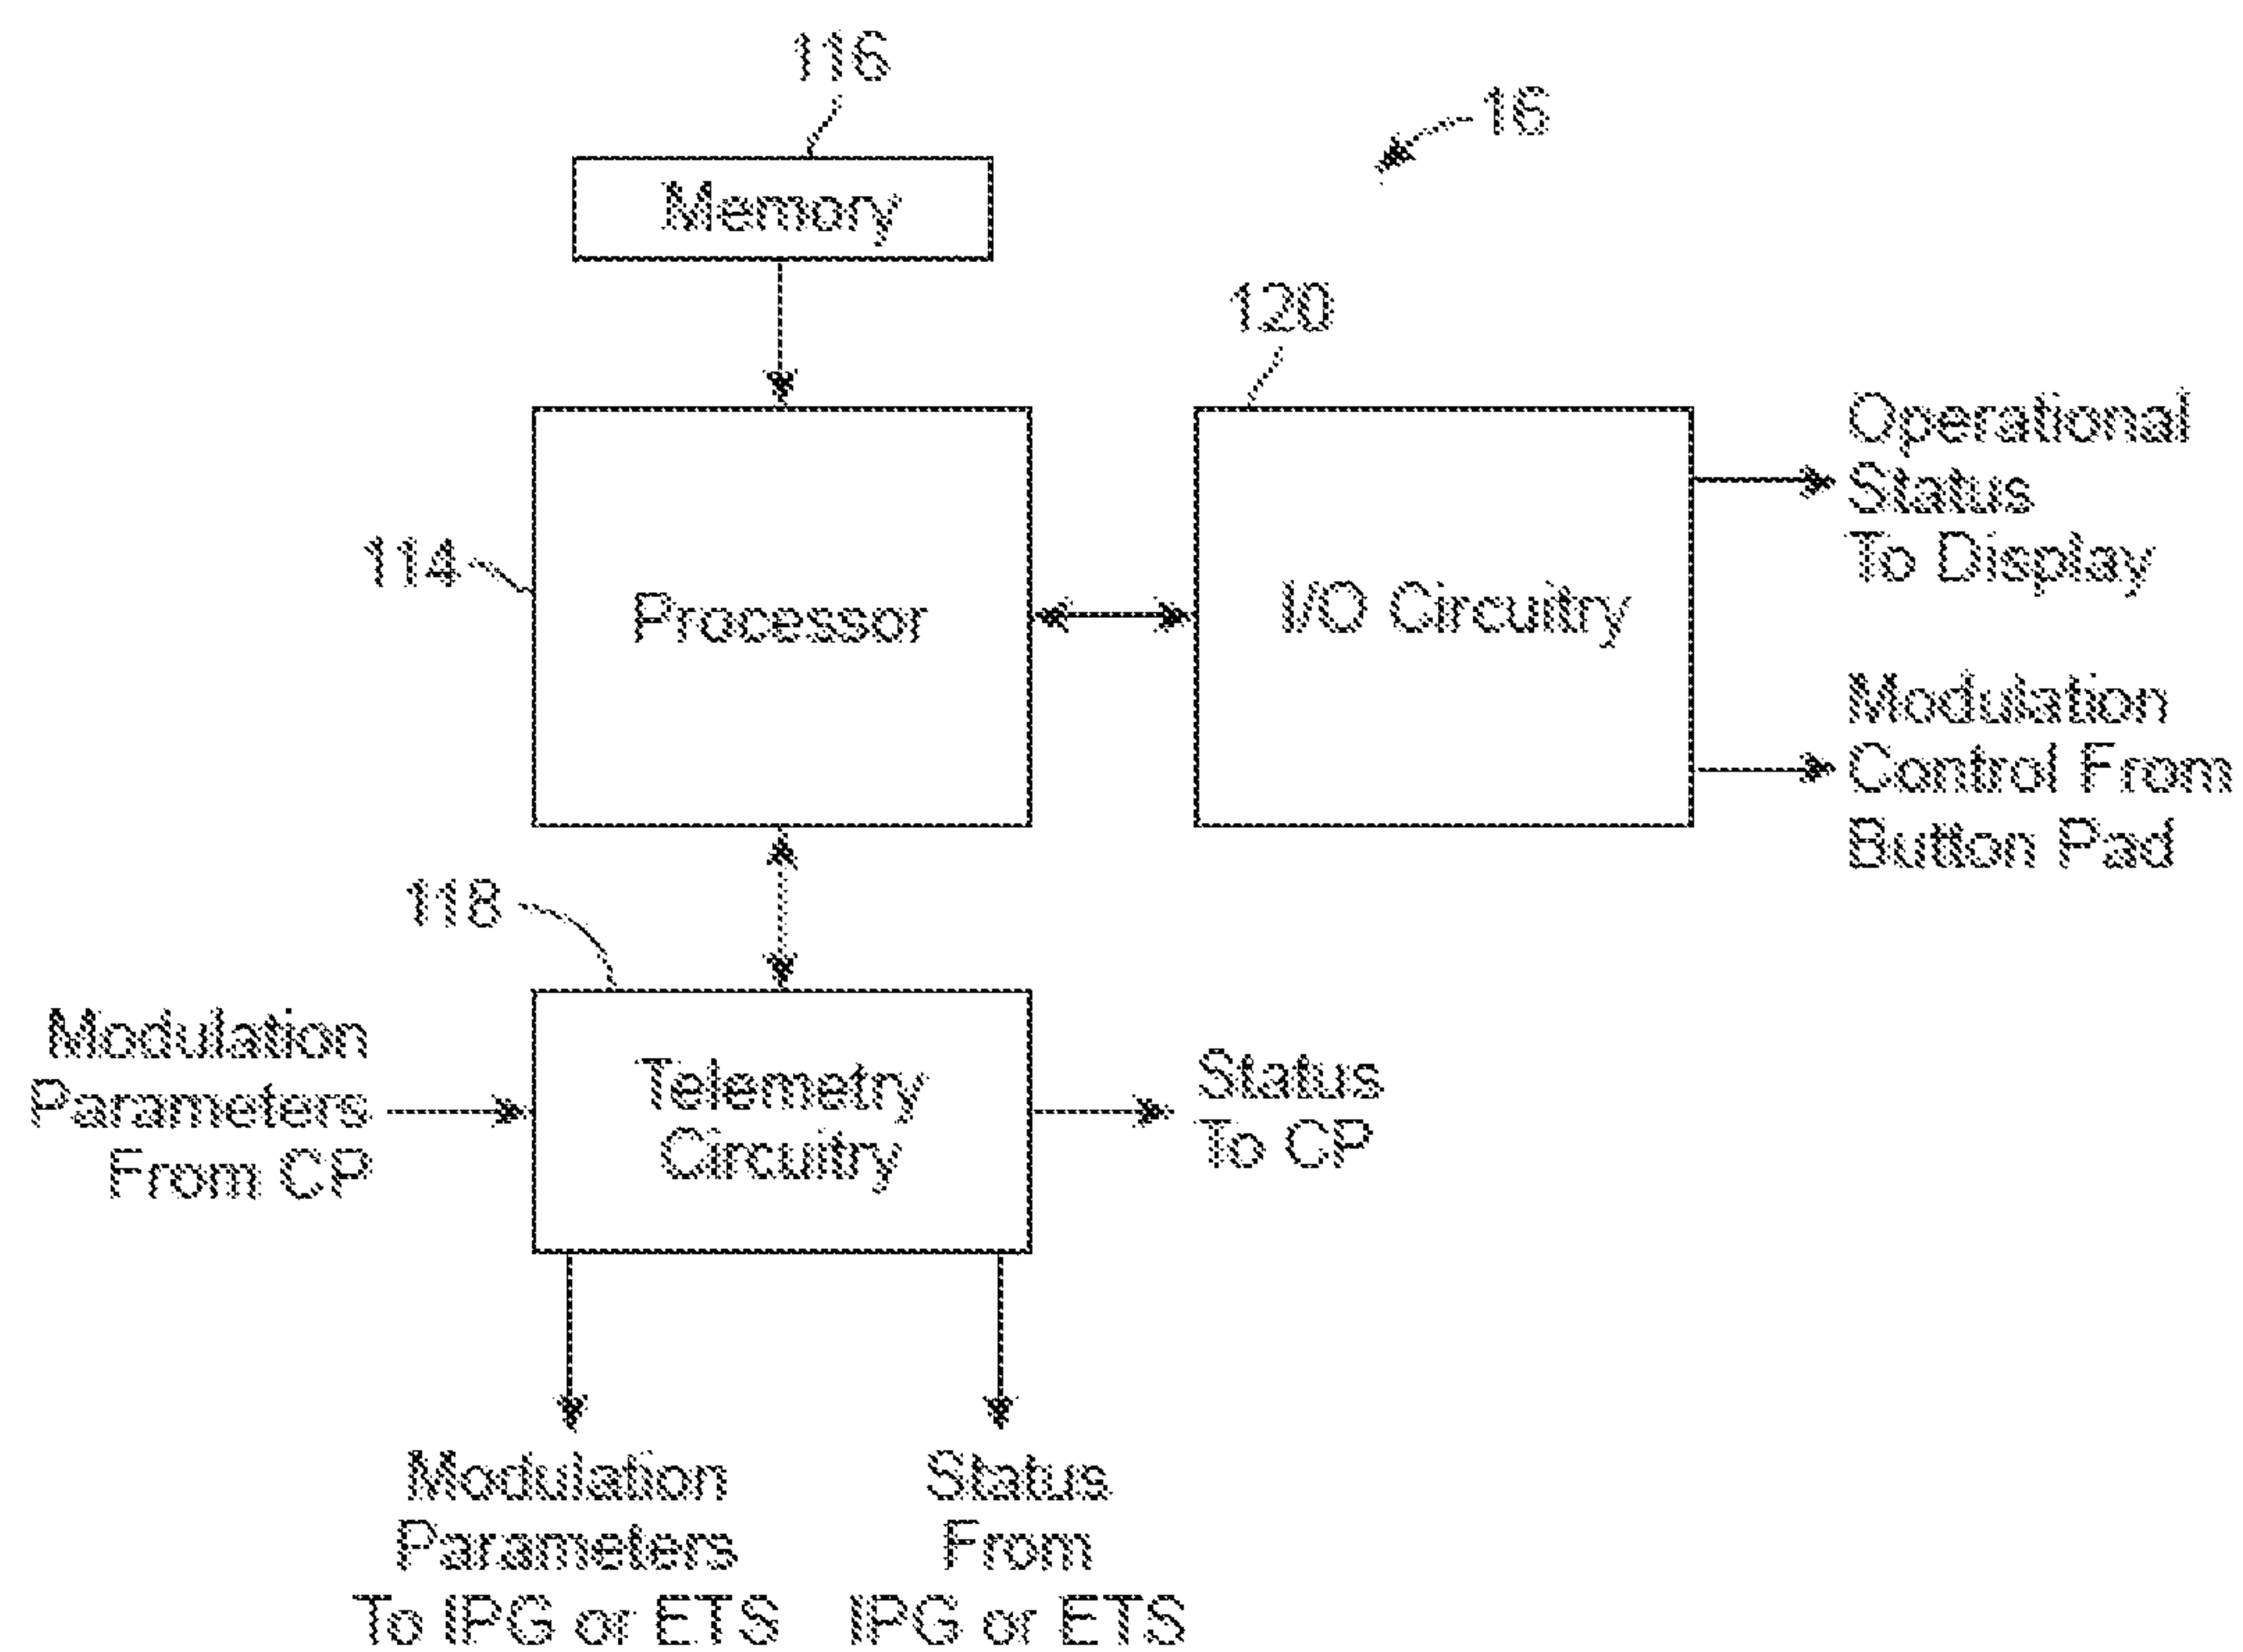 116
16
Memory
120
Operational
Status
To Display
114
Processor
I/O Circuitry
Modulation
Control From
Button Pad
118
Modulation
Parameters
From CP
Telemetry
Circuitry
Status
To CP
Modulation
Parameters
To IPG or ETS
Status
From
IPG or ETS